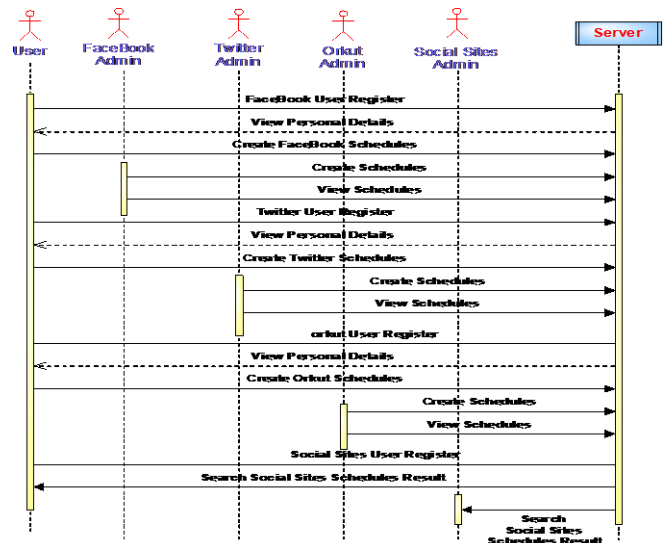 User
FaceBook
Admin
Twitter
Admin
Orkut
Admin
Social Sites
Admin
Server
FaceBook User Register
View Personal Details
Create FaceBook Schedules
Create Schedules
View Schedules
Twitter User Register
View Personal Details
Create Twitter Schedules
Create Schedules
View Schedules
orkut User Register
View Personal Details
Create Orkut Schedules
Create Schedules
View Schedules
Social Sites User Register
Search Social Sites Schedules Result
Search
Social Sites
Schedules Result